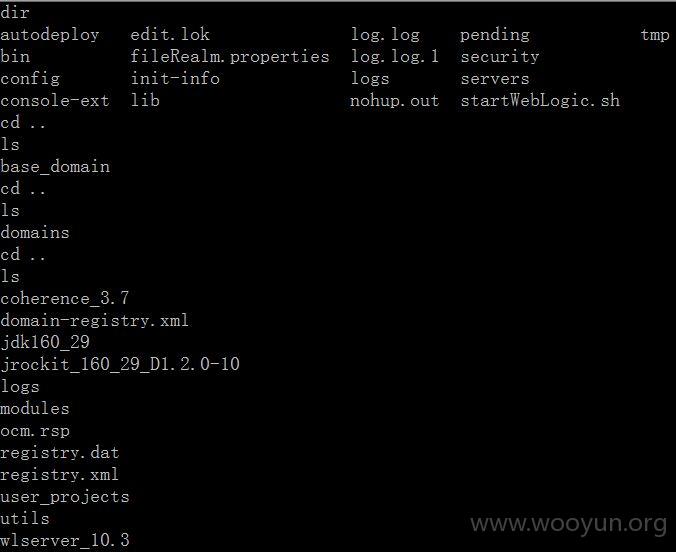 dir
autodeploy edit.lok log.log pending tmp
bin fileRealm.properties log.log.1 security
config init-info logs servers
console-ext lib nohup.out startWebLogic.sh
cd ..
ls
base_domain
cd ..
ls
domains
cd ..
ls
coherence_3.7
domain-registry.xml
jdk160_29
jrockit_160_29_D1.2.0-10
logs
modules
ocm.rsp
registry.dat
registry.xml
user_projects
utils
wlserver_10.3
www.wooyun.org